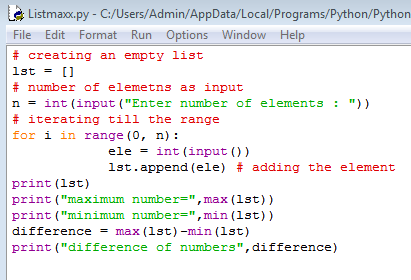 Listmaxx.py - C:/Users/Admin/AppData/Local/Programs/Python/Python
File Edit Format Run Options Window Help
# creating an empty list
lst = []
# number of elemetns as input
n = int(input("Enter number of elements : "))
# iterating till the range
for i in range(0, n):
            ele = int(input())
            lst.append(ele) # adding the element
print(lst)
print("maximum number=",max(lst))
print("minimum number=",min(lst))
difference = max(lst)-min(lst)
print("difference of numbers",difference)